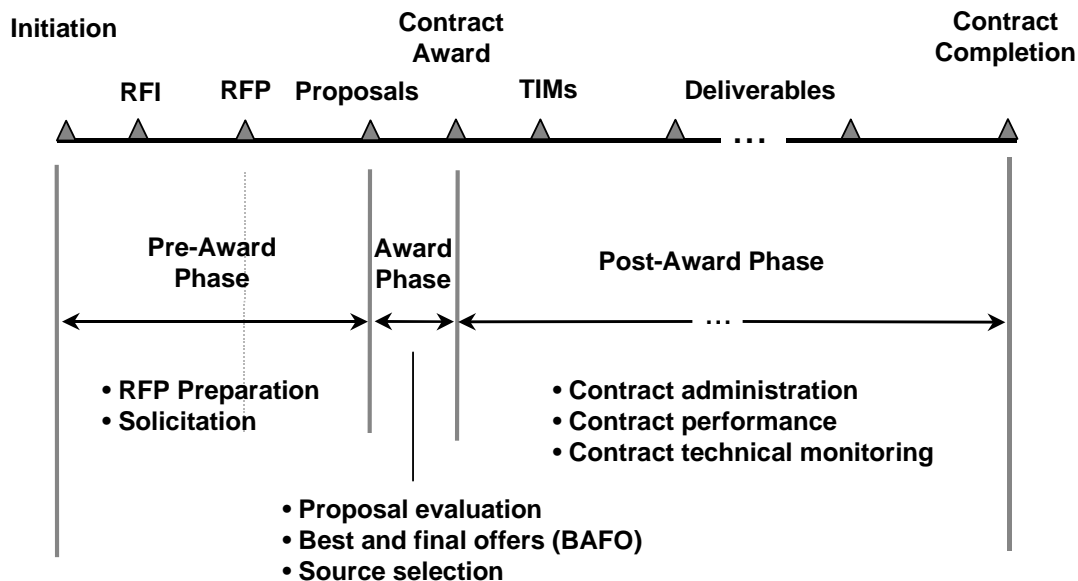 Initiation
Contract
Award
Contract
Completion
RFI
RFP
Proposals
TIMs
Deliverables
...
Pre-Award
Phase
Award
Phase
Post-Award Phase
...
• RFP Preparation
• Solicitation
• Contract administration
• Contract performance
• Contract technical monitoring
• Proposal evaluation
• Best and final offers (BAFO)
• Source selection